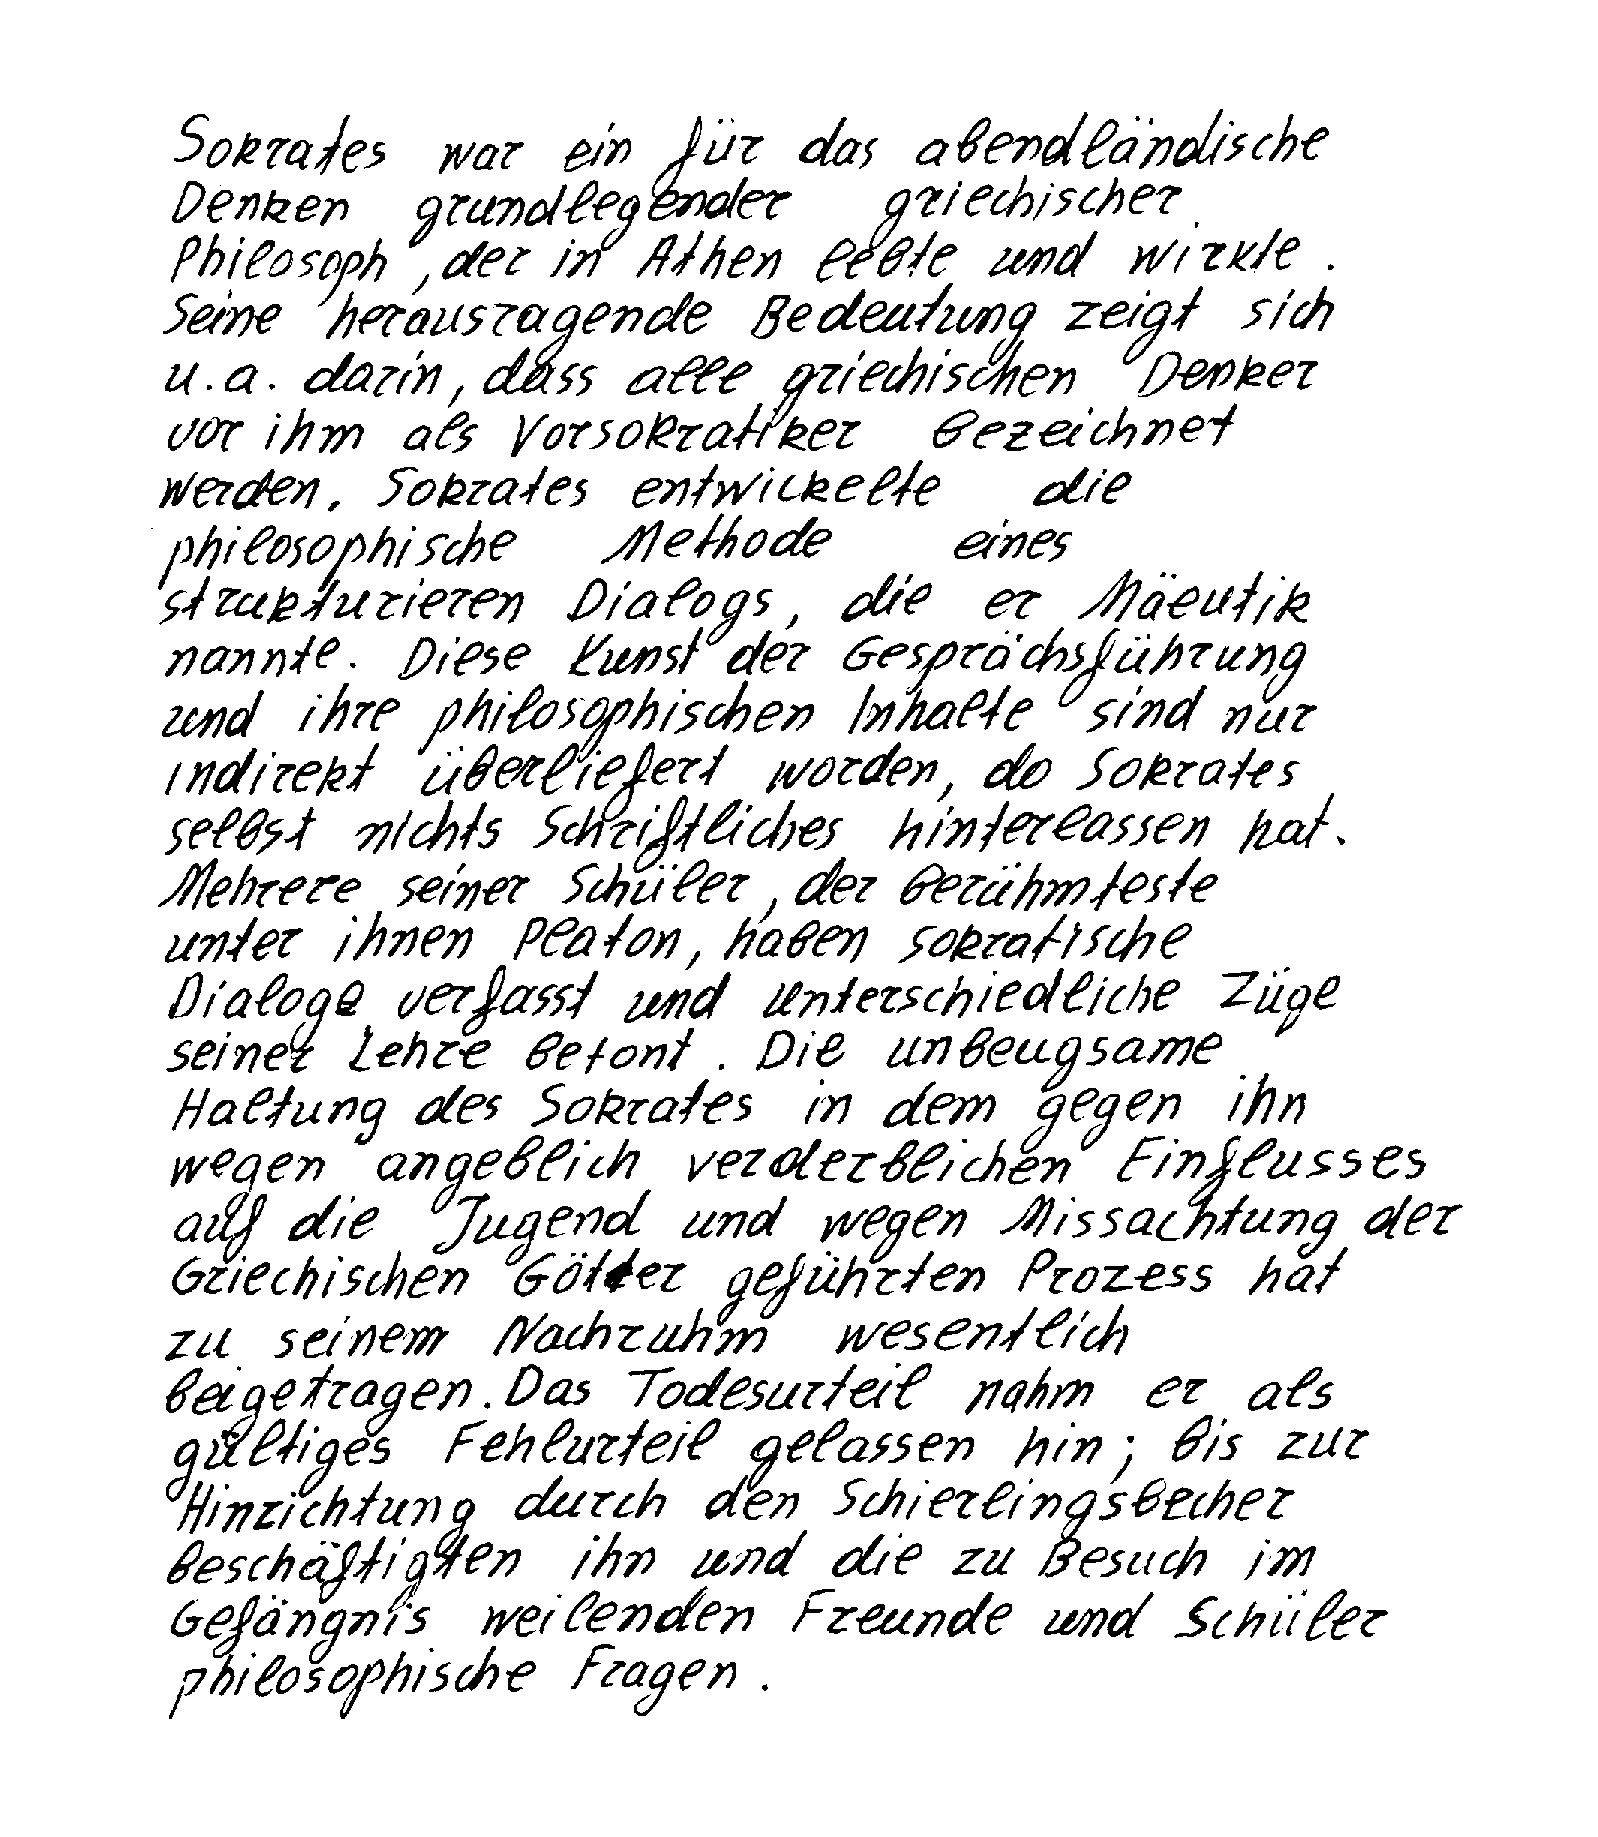 Sokrates war ein für das abendländische
Denken grundlegender griechischer
Philosoph, der in Athen lebte und wirkte.
Seine herausragende Bedeutung zeigt sich
u.a. darin, dass alle griechischen Denker
vor ihm als Vorsokratiker bezeichnet
werden. Sokrates entwickelte die
philosophische Methode eines
strukturieren Dialogs, die er Mäeutik
nannte. Diese Kunst der Gesprächsführung
und ihre philosophischen Inhalte sind nur
indirekt überliefert worden, do Sokrates
selbst nichts Schriftliches hinterlassen hat.
Mehrere seiner Schüler, der berühmteste
unter ihnen Platon, haben sokratische
Dialoge verfasst und unterschiedliche Züge
seiner Lehre betont. Die unbeugsame
Haltung des Sokrates in dem gegen ihn
wegen angeblich verderblichen Einflusses
auf die Jugend und wegen Missachtung der
Griechischen Götter geführten Prozess hat
zu seinem Nachruhm wesentlich
beigetragen. Das Todesurteil nahm er als
gültiges Fehlurteil gelassen hin; bis zur
Hinrichtung durch den Schierlingsbecher
beschäftigten ihn und die zu Besuch im
Gefängnis weilenden Freunde und Schüler
philosophische Fragen.